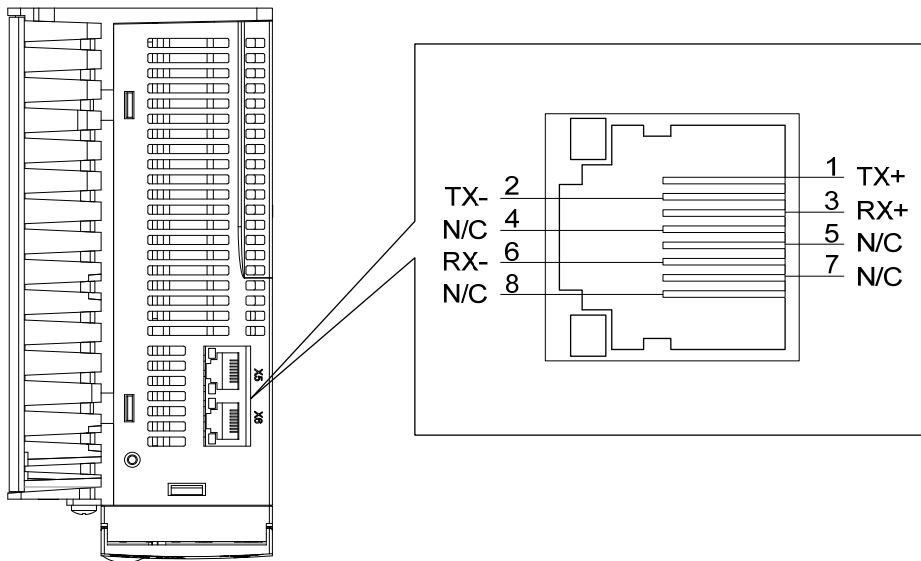 1 TX+
TX- 2
3 RX+
N/C 4
5 N/C
RX- 6
7 N/C
N/C 8
X5
X6